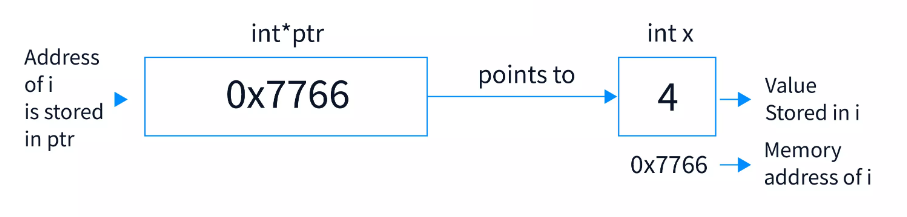 int*ptr
int x
Address
of i
is stored
in ptr
0x7766
points to
4
Value
Stored in i
0x7766
Memory
address of i